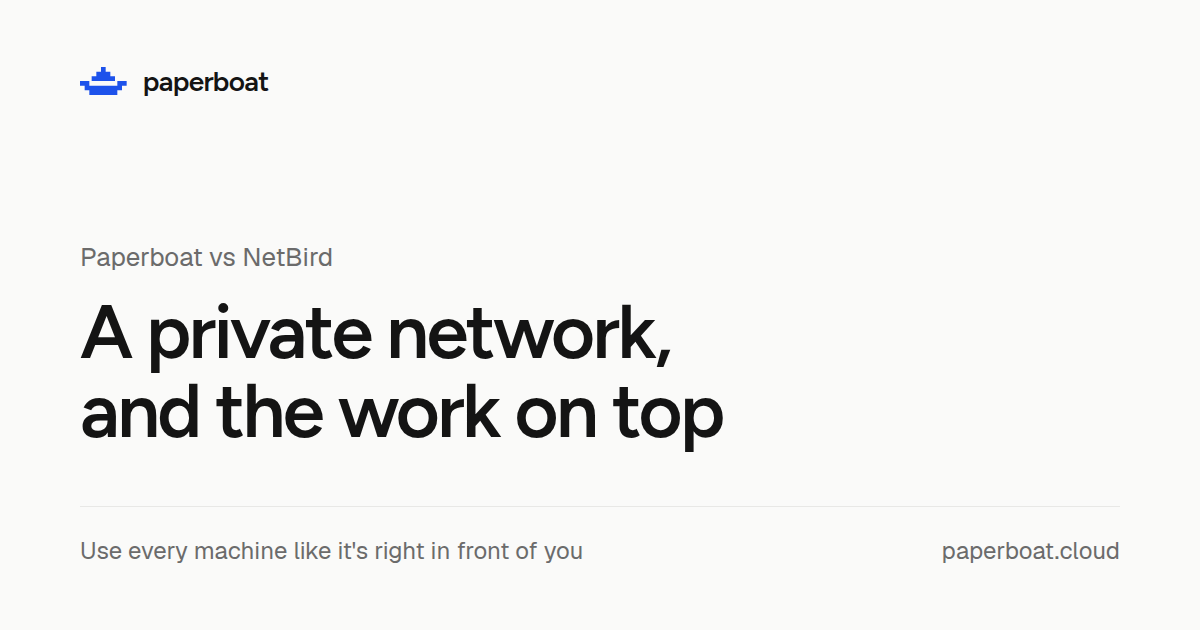 paperboat
Paperboat vs NetBird
A private network,
and the work on top
Use every machine like it's right in front of you
paperboat.cloud